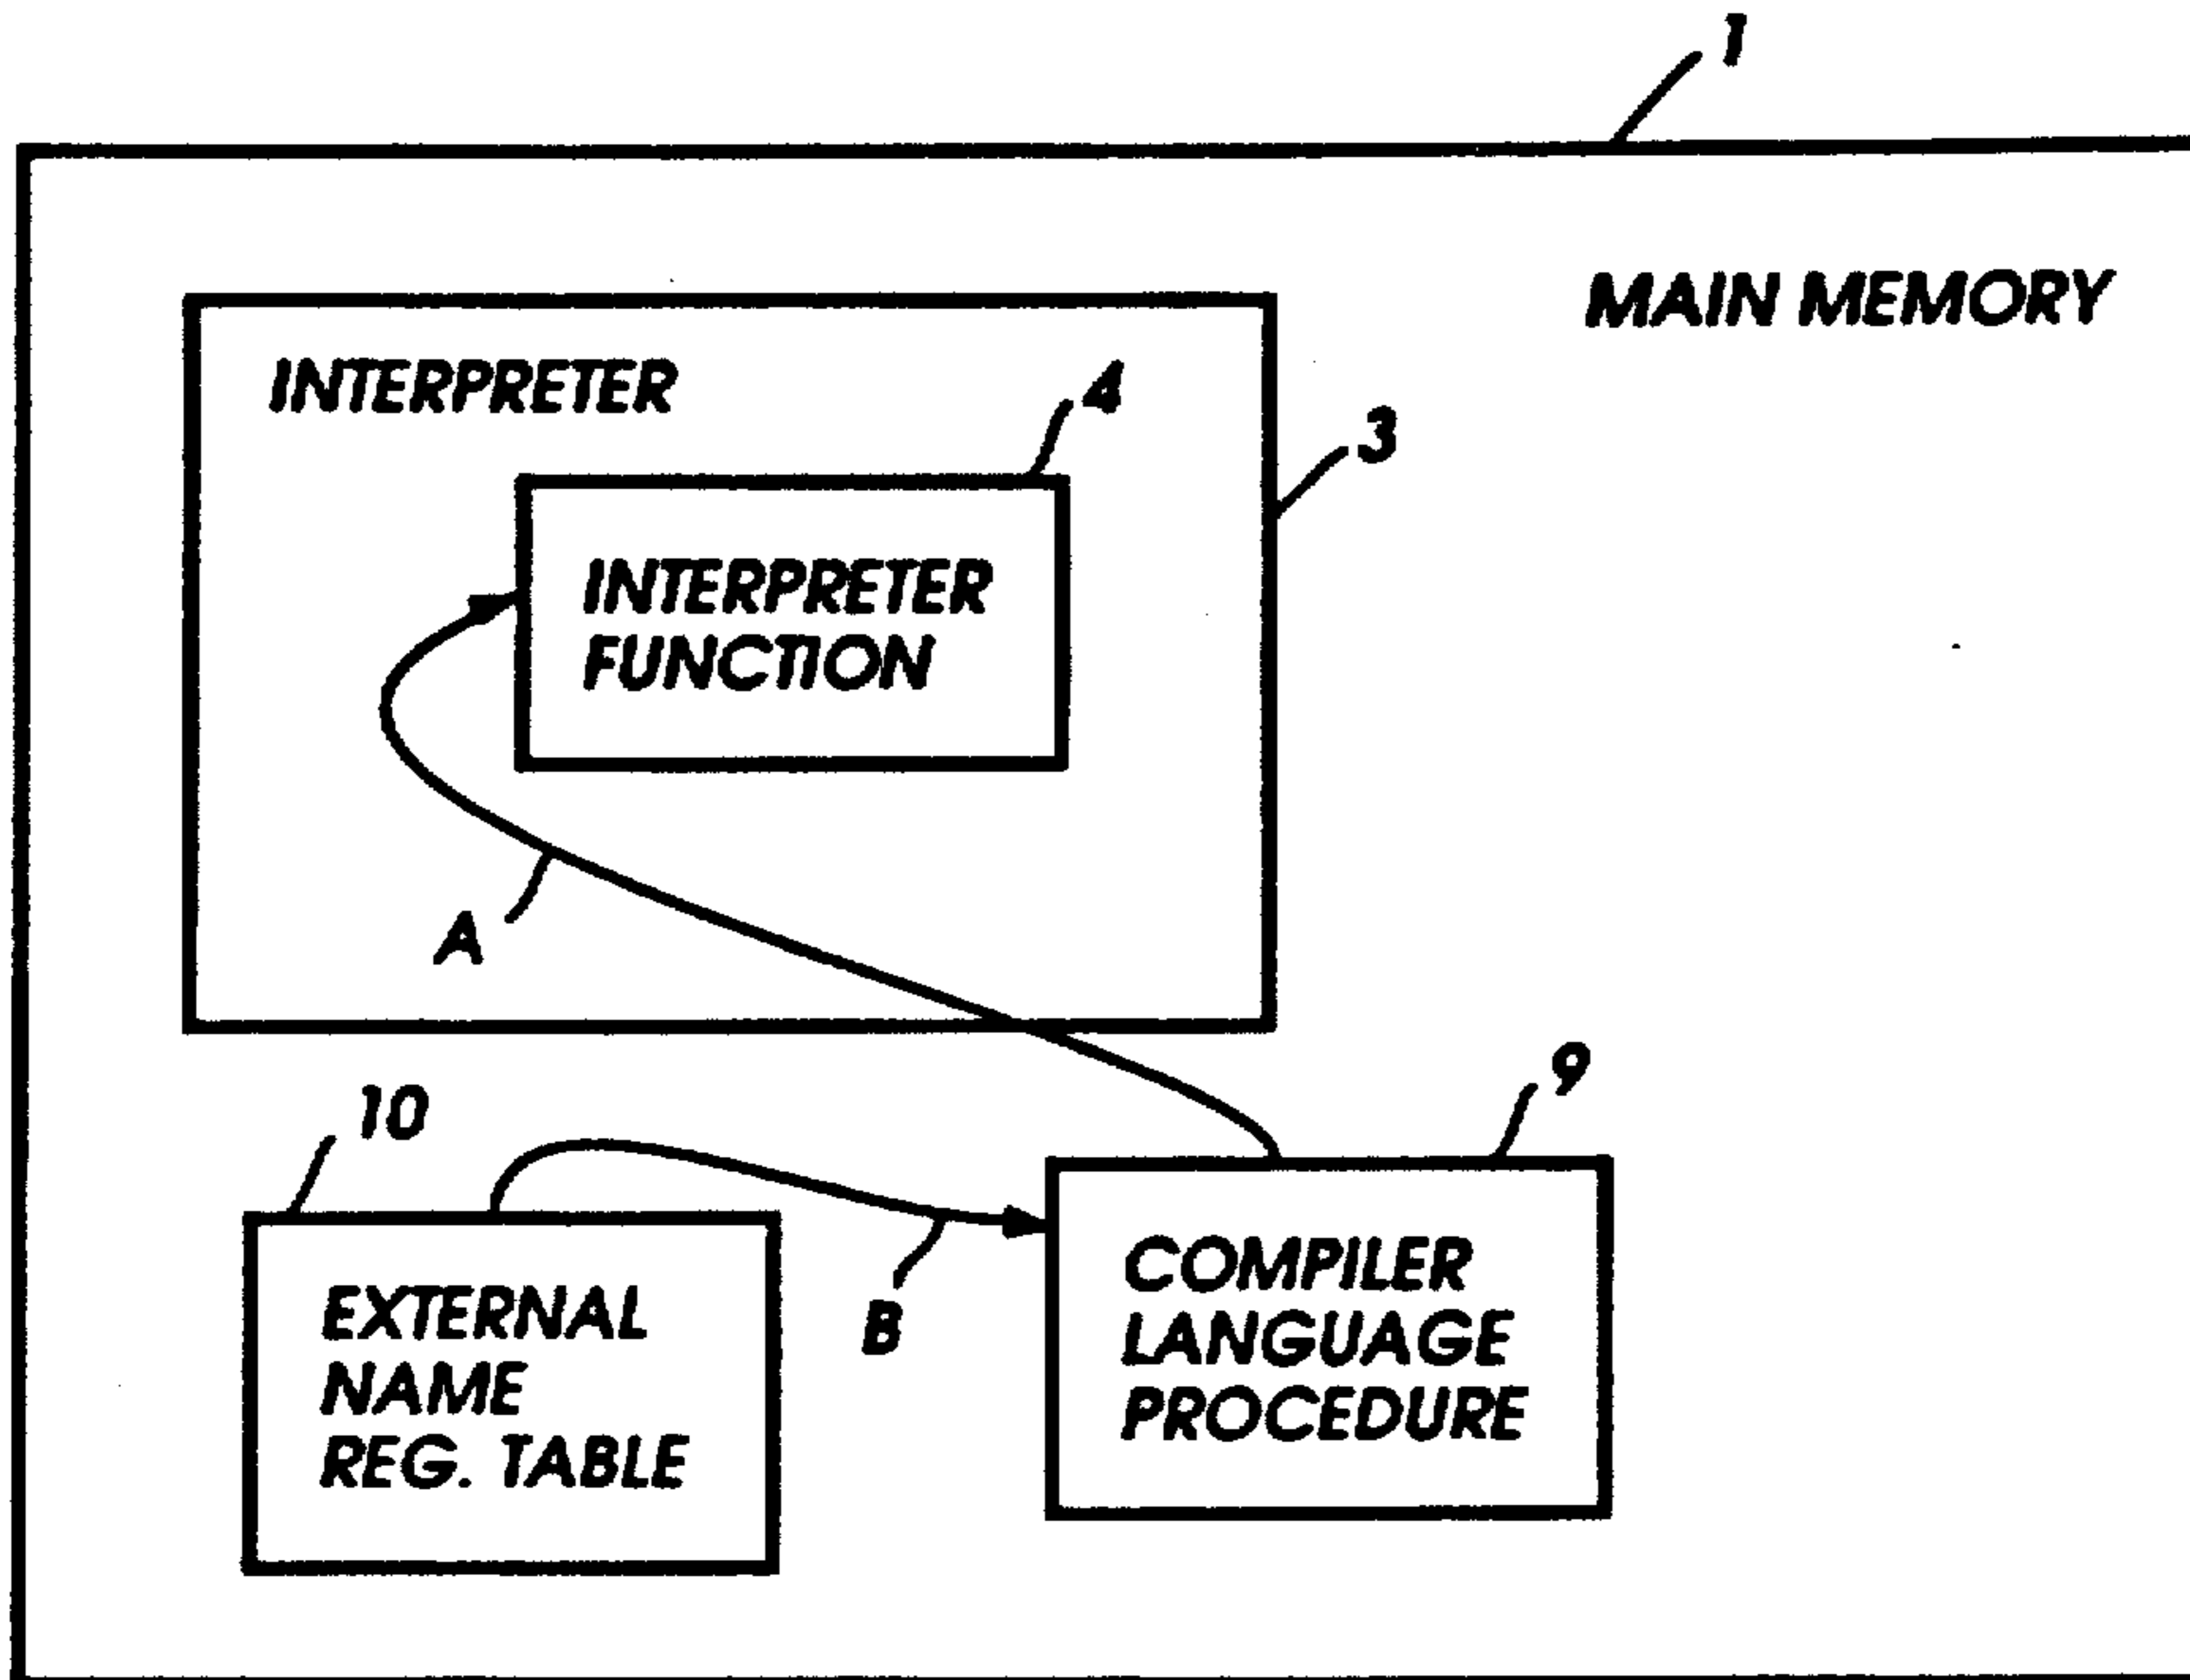 1
MAIN MEMORY
INTERPRETER
4
3
INTERPRETER
FUNCTION
A
9
10
COMPILER
LANGUAGE
PROCEDURE
B
EXTERNAL
NAME
REG. TABLE